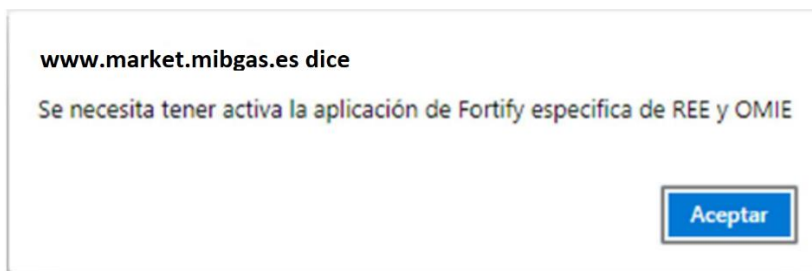 www.market.mibgas.es dice
Se necesita tener activa la aplicación de Fortify especifica de REE y OMIE
Aceptar